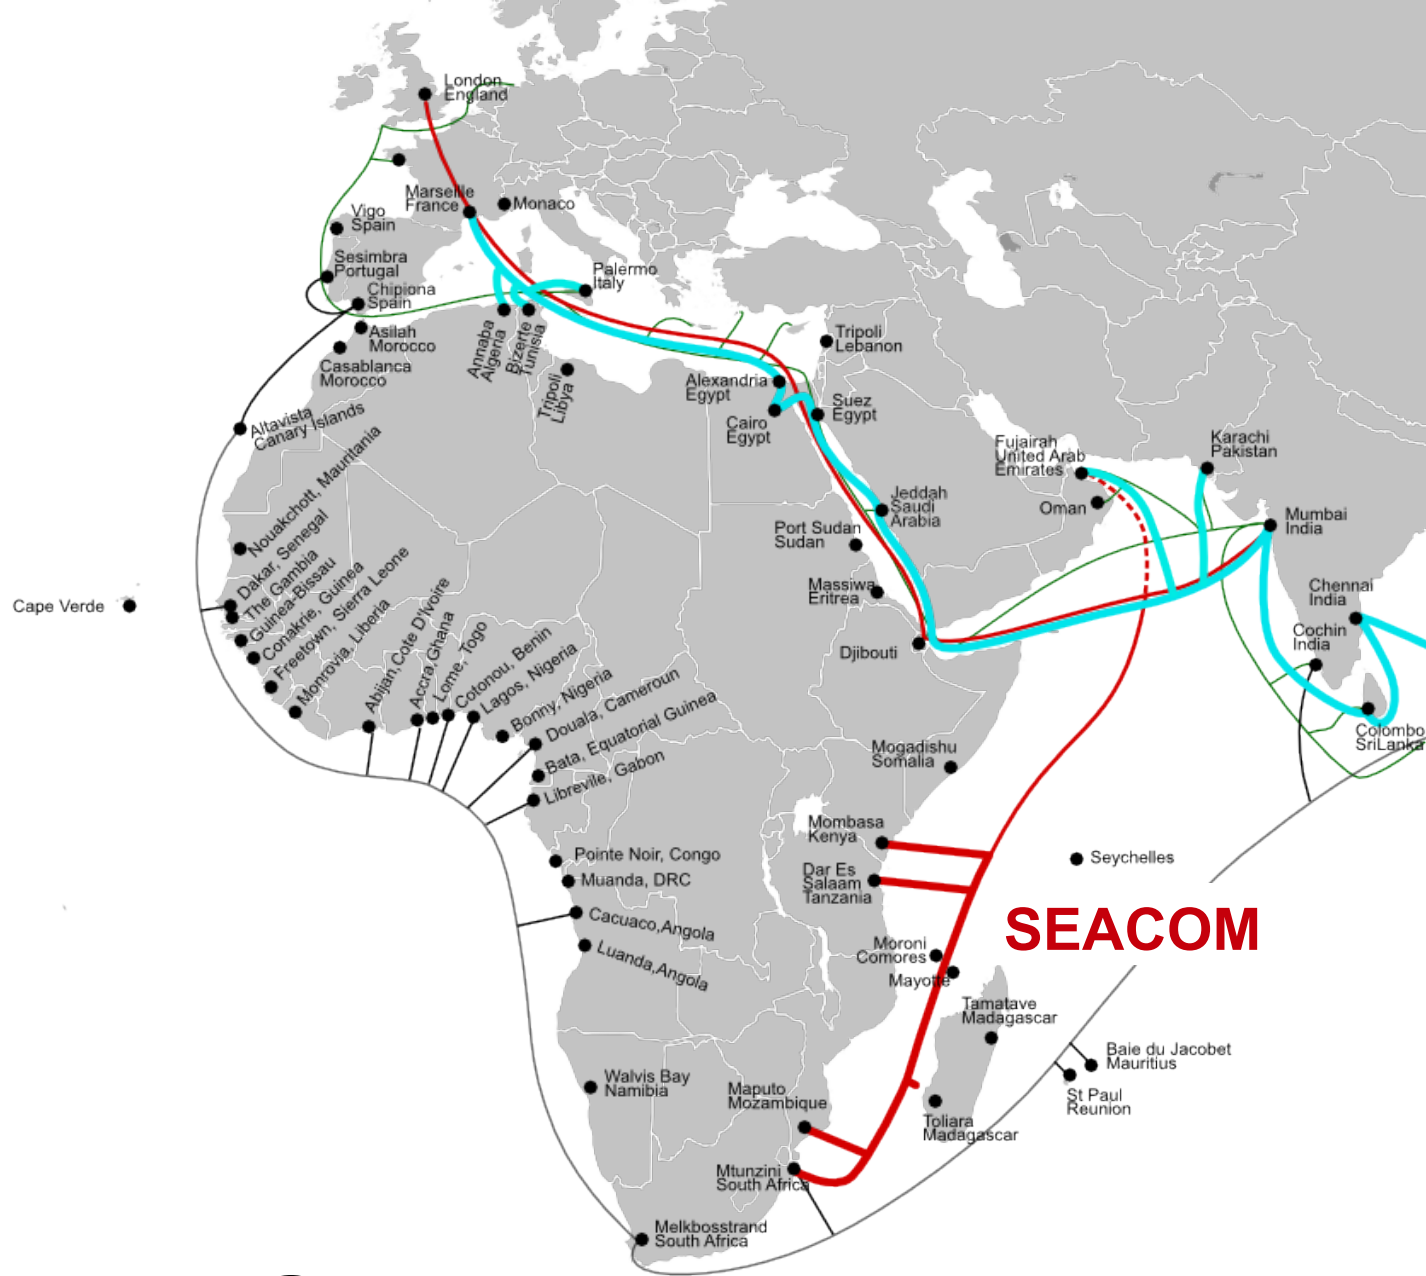 London
England
Marseille
France
Monaco
Vigo
Spain
Sesimbra
Portugal
Chipiona
Spain
Palermo
Italy
Asilah
Morocco
Casablanca
Morocco
Annaba
Algeria
Bizerte
Tunisia
Tripoli
Libya
Tripoli
Lebanon
Alexandria
Egypt
Cairo
Egypt
Suez
Egypt
Altavista
Canary Islands
Fujairah
United Arab
Emirates
Karachi
Pakistan
Oman
Jeddah
Saudi
Arabia
Mumbai
India
Port Sudan
Sudan
Massiwa
Eritrea
Djibouti
Chennai
India
Cochin
India
Colombo
SriLanka
Cape Verde
Nouakchott, Mauritania
Dakar, Senegal
The Gambia
Guinea-Bissau
Conakrie, Guinea
Freetown, Sierra Leone
Monrovia, Liberia
Abijan,Cote D'Ivoire
Accra,Ghana
Lome, Togo
Cotonou, Benin
Lagos, Nigeria
Bonny, Nigeria
Douala, Cameroun
Bata, Equatorial Guinea
Librevile, Gabon
Mogadishu
Somalia
Mombasa
Kenya
Pointe Noir, Congo
Muanda, DRC
Dar Es
Salaam
Tanzania
Seychelles
SEACOM
Cacuaco,Angola
Luanda,Angola
Moroni
Comores
Mayotte
Tamatave
Madagascar
Baie du Jacobet
Mauritius
St Paul
Reunion
Walvis Bay
Namibia
Maputo
Mozambique
Toliara
Madagascar
Mtunzini
South Africa
Melkbosstrand
South Africa